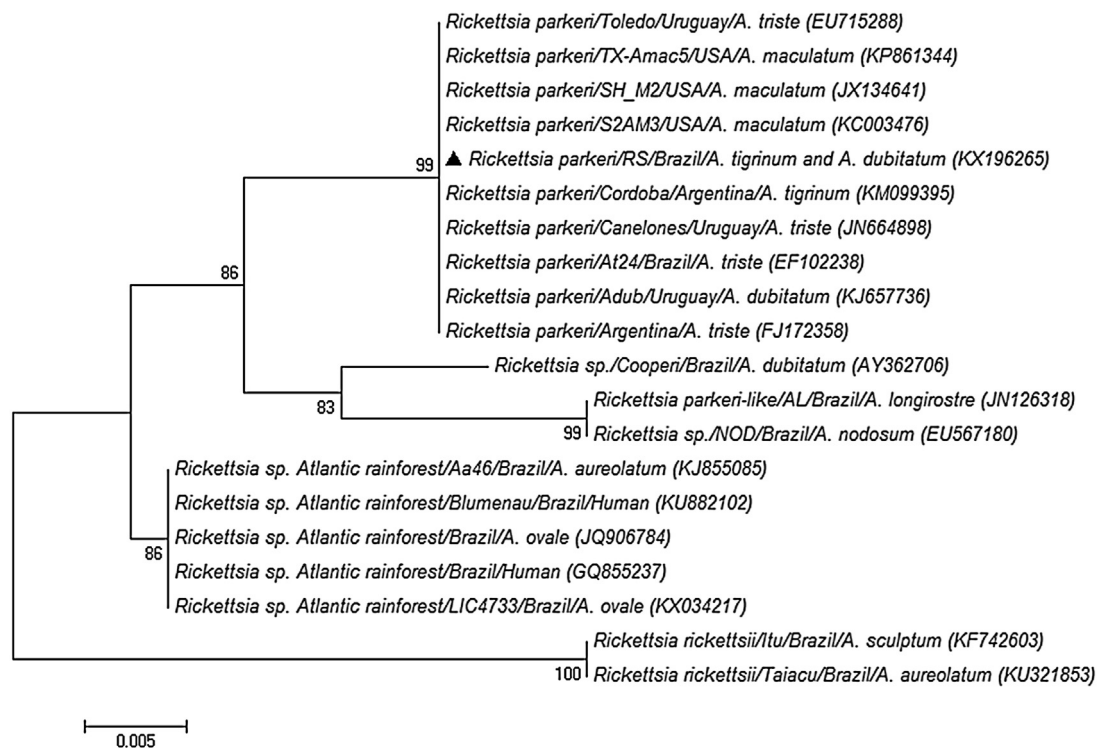 Rickettsia parkeri/Toledo/Uruguay/A. triste (EU715288)
Rickettsia parkeri/TX-Amac5/USA/A. maculatum (KP861344)
Rickettsia parkeri/SH_M2/USA/A. maculatum (JX134641)
Rickettsia parkeri/S2AM3/USA/A. maculatum (KC003476)
99
▲ Rickettsia parkeri/RS/Brazil/A. tigrinum and A. dubitatum (KX196265)
Rickettsia parkeri/Cordoba/Argentina/A. tigrinum (KM099395)
Rickettsia parkeri/Canelones/Uruguay/A. triste (JN664898)
86
Rickettsia parkeri/At24/Brazil/A. triste (EF102238)
Rickettsia parkeri/Adub/Uruguay/A. dubitatum (KJ657736)
Rickettsia parkeri/Argentina/A. triste (FJ172358)
Rickettsia sp./Cooperi/Brazil/A. dubitatum (AY362706)
83
Rickettsia parkeri-like/AL/Brazil/A. longirostre (JN126318)
99
Rickettsia sp./NOD/Brazil/A. nodosum (EU567180)
Rickettsia sp. Atlantic rainforest/Aa46/Brazil/A. aureolatum (KJ855085)
Rickettsia sp. Atlantic rainforest/Blumenau/Brazil/Human (KU882102)
Rickettsia sp. Atlantic rainforest/Brazil/A. ovale (JQ906784)
86
Rickettsia sp. Atlantic rainforest/Brazil/Human (GQ855237)
Rickettsia sp. Atlantic rainforest/LIC4733/Brazil/A. ovale (KX034217)
Rickettsia rickettsii/Itu/Brazil/A. sculptum (KF742603)
100
Rickettsia rickettsii/Taiacu/Brazil/A. aureolatum (KU321853)
0.005